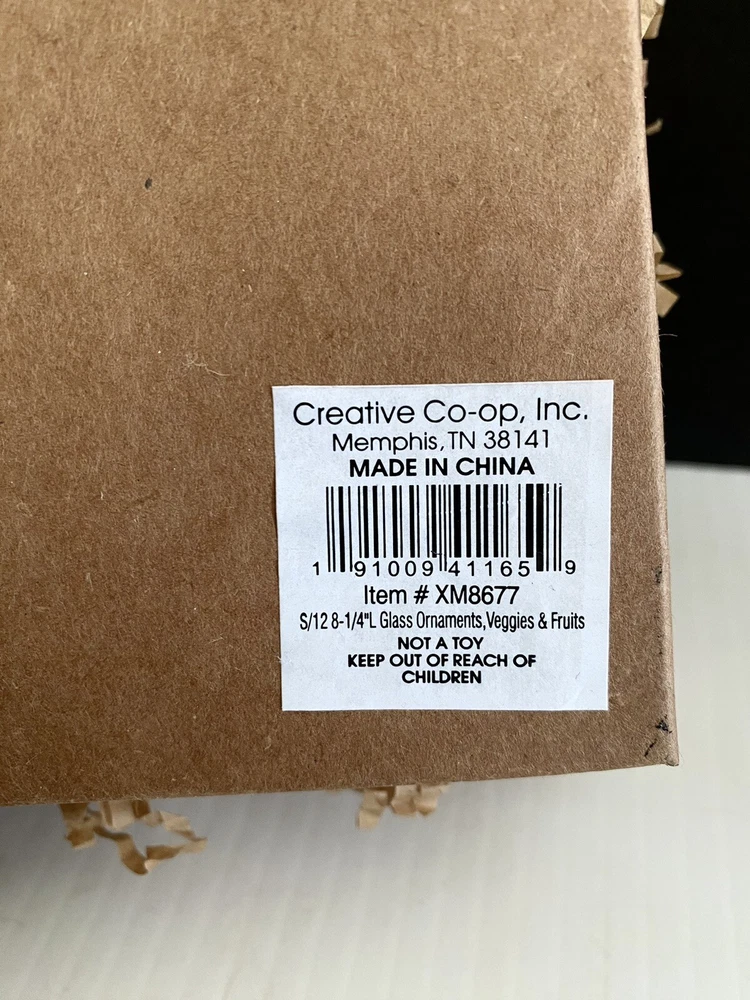 Creative Co-op, Inc.
Memphis, TN 38141
MADE IN CHINA
1 91009 41165 9
Item # XM8677
S/12 8-1/4"L Glass Ornaments, Veggies & Fruits
NOT A TOY
KEEP OUT OF REACH OF
CHILDREN